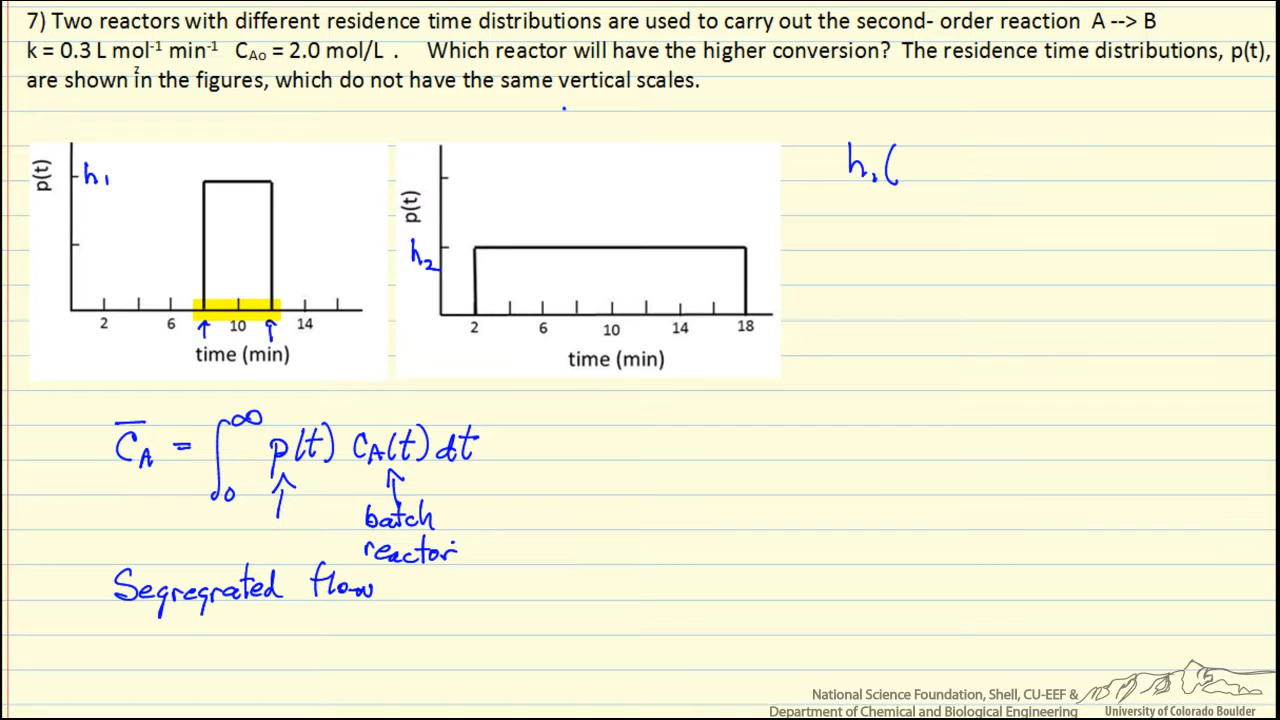 7) Two reactors with different residence time distributions are used to carry out the second- order reaction A --> B
k = 0.3 L mol⁻¹ min⁻¹ C_Ao = 2.0 mol/L . Which reactor will have the higher conversion? The residence time distributions, p(t),
are shown in the figures, which do not have the same vertical scales.
h₁(
p(t)
h₁
2 6 10 14
time (min)
p(t)
h₂
2 6 10 14 18
time (min)
C̅_A = ∫₀^∞ p(t) C_A(t) dt
batch
reactor
Segregrated flow
National Science Foundation, Shell, CU-EEF &
Department of Chemical and Biological Engineering
University of Colorado Boulder